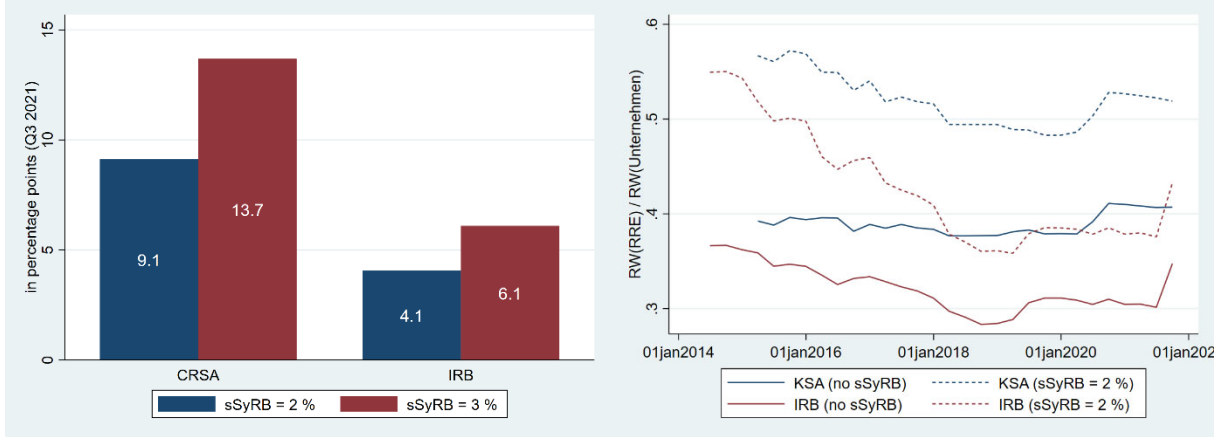 in percentage points (Q3 2021)
15
10
5
0
9.1
13.7
4.1
6.1
CRSA
IRB
sSyRB = 2 %
sSyRB = 3 %
RW(RRE) / RW(Unternehmen)
.6
.5
.4
.3
01jan2014
01jan2016
01jan2018
01jan2020
01jan202
KSA (no sSyRB)
KSA (sSyRB = 2 %)
IRB (no sSyRB)
IRB (sSyRB = 2 %)